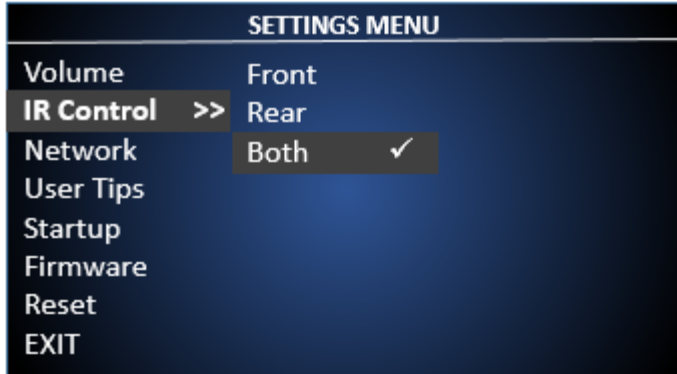 SETTINGS MENU
Volume
Front
IR Control >> Rear
Network
Both ✓
User Tips
Startup
Firmware
Reset
EXIT